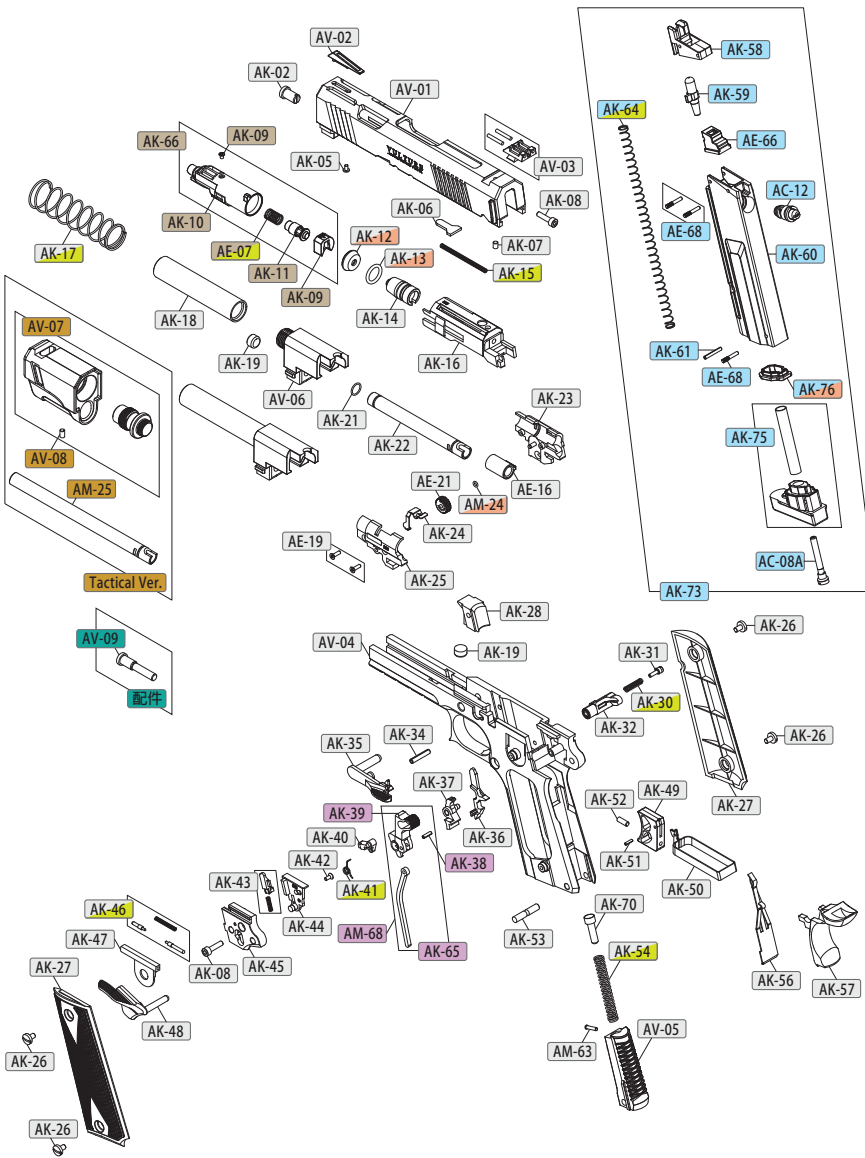 AV-02
AK-58
AK-02
AV-01
AK-59
AK-64
AK-09
AK-66
AE-66
VULTURE
AV-03
AK-05
AC-12
AK-10
AK-06
AK-08
AE-07
AK-12
AK-07
AE-68
AK-17
AK-11
AK-13
AK-15
AK-60
AK-09
AK-18
AK-14
AV-07
AK-16
AK-61
AK-19
AE-68
AK-76
AV-06
AK-23
AK-21
AK-22
AK-75
AV-08
AE-21
AE-16
AM-25
AM-24
AK-24
AE-19
AK-25
AC-08A
Tactical Ver.
AK-73
AK-28
AK-26
AV-09
AV-04
AK-19
AK-31
配件
AK-30
AK-32
AK-34
AK-26
AK-35
AK-37
AK-49
AK-27
AK-52
AK-39
AK-40
AK-36
AK-51
AK-42
AK-38
AK-43
AK-41
AK-50
AK-46
AK-70
AK-44
AM-68
AK-47
AK-53
AK-65
AK-08
AK-45
AK-54
AK-27
AK-56
AK-57
AK-48
AM-63
AV-05
AK-26
AK-26